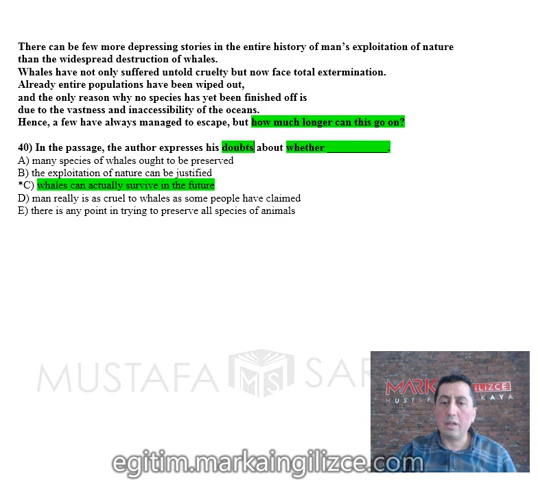 There can be few more depressing stories in the entire history of man's exploitation of nature
than the widespread destruction of whales.
Whales have not only suffered untold cruelty but now face total extermination.
Already entire populations have been wiped out,
and the only reason why no species has yet been finished off is
due to the vastness and inaccessibility of the oceans.
Hence, a few have always managed to escape, but how much longer can this go on?
40) In the passage, the author expresses his doubts about whether ____________.
A) many species of whales ought to be preserved
B) the exploitation of nature can be justified
*C) whales can actually survive in the future
D) man really is as cruel to whales as some people have claimed
E) there is any point in trying to preserve all species of animals
MUSTAFA MS
MARK İLİZCE
KAYA
egitim.markaingilizce.com